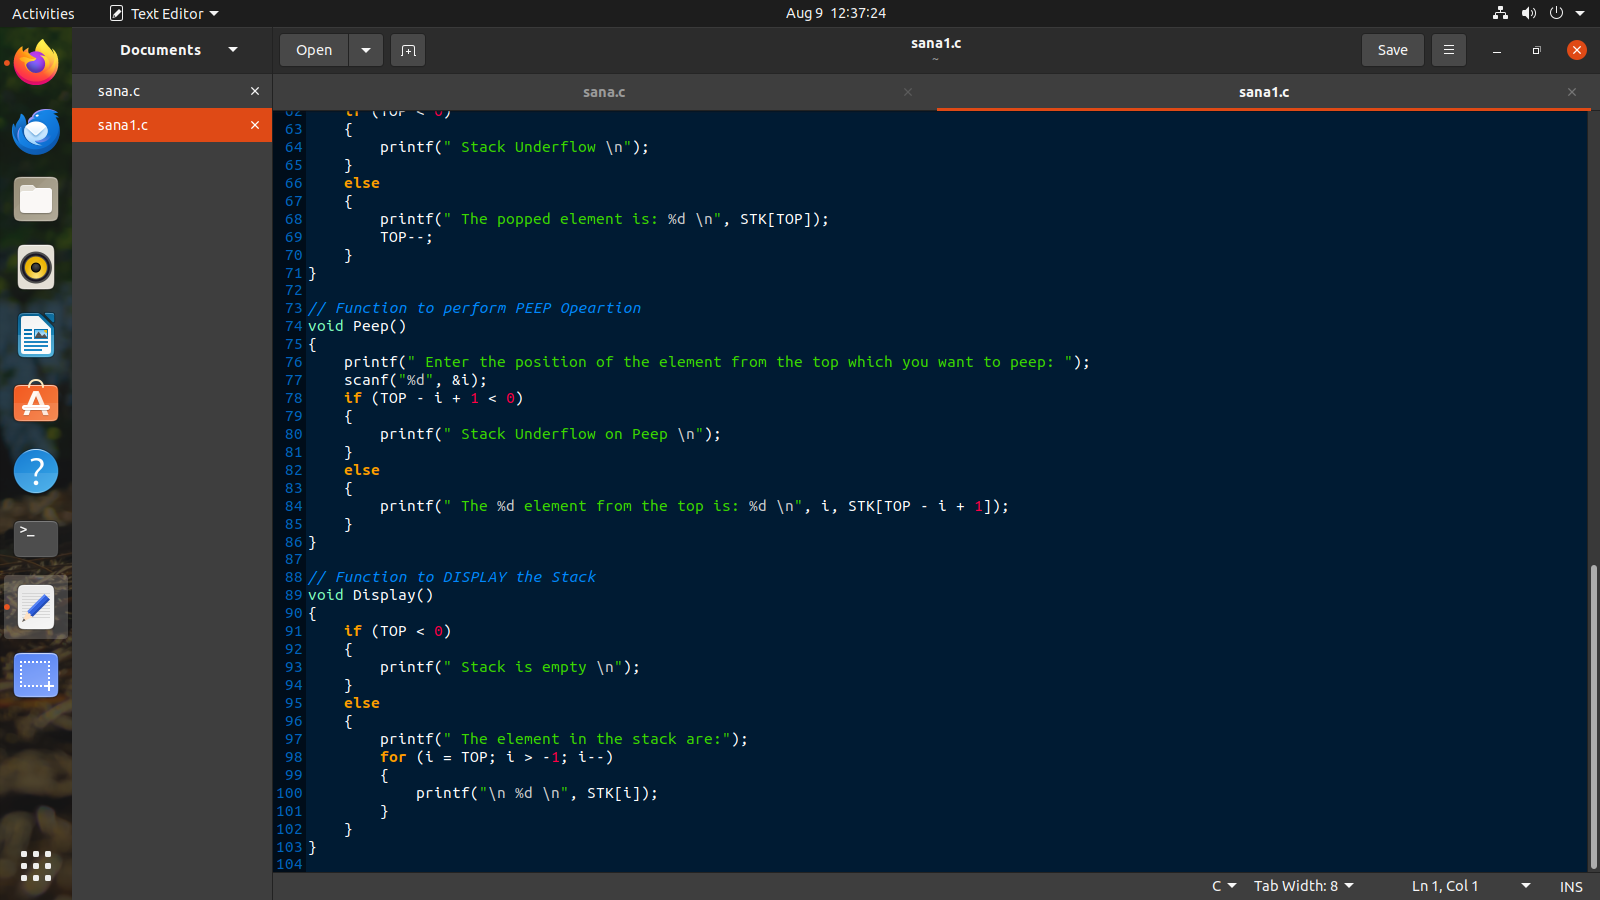 Activities
Text Editor
Aug 9 12:37:24
Documents
Open
sana1.c
~
Save
sana.c
sana1.c
sana.c
sana1.c
62 if (TOP < 0)
63 {
64 printf(" Stack Underflow \n");
65 }
66 else
67 {
68 printf(" The popped element is: %d \n", STK[TOP]);
69 TOP--;
70 }
71 }
72
73 // Function to perform PEEP Opeartion
74 void Peep()
75 {
76 printf(" Enter the position of the element from the top which you want to peep: ");
77 scanf("%d", &i);
78 if (TOP - i + 1 < 0)
79 {
80 printf(" Stack Underflow on Peep \n");
81 }
82 else
83 {
84 printf(" The %d element from the top is: %d \n", i, STK[TOP - i + 1]);
85 }
86 }
87
88 // Function to DISPLAY the Stack
89 void Display()
90 {
91 if (TOP < 0)
92 {
93 printf(" Stack is empty \n");
94 }
95 else
96 {
97 printf(" The element in the stack are:");
98 for (i = TOP; i > -1; i--)
99 {
100 printf("\n %d \n", STK[i]);
101 }
102 }
103 }
104
C
Tab Width: 8
Ln 1, Col 1
INS